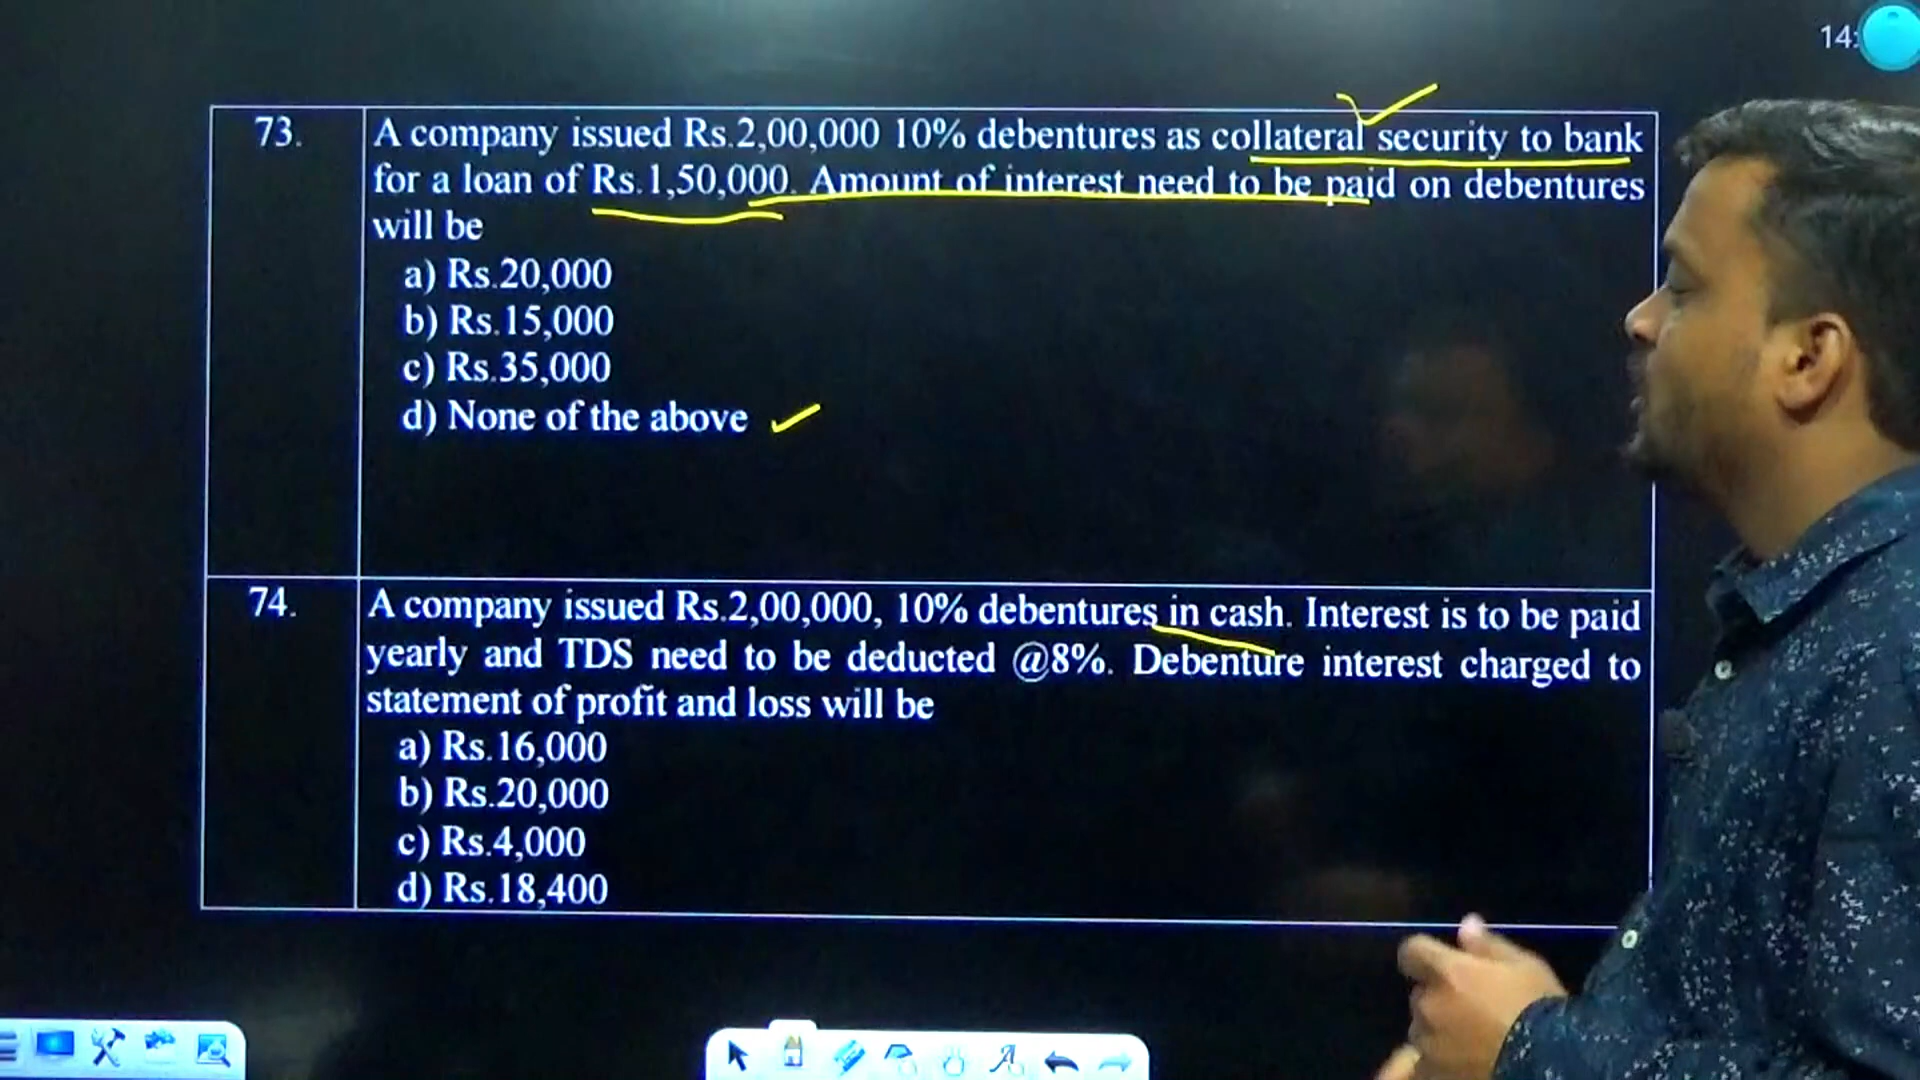 14:
73.
A company issued Rs.2,00,000 10% debentures as collateral security to bank
for a loan of Rs.1,50,000. Amount of interest need to be paid on debentures
will be
a) Rs.20,000
b) Rs.15,000
c) Rs.35,000
d) None of the above
74.
A company issued Rs.2,00,000, 10% debentures in cash. Interest is to be paid
yearly and TDS need to be deducted @8%. Debenture interest charged to
statement of profit and loss will be
a) Rs.16,000
b) Rs.20,000
c) Rs.4,000
d) Rs.18,400